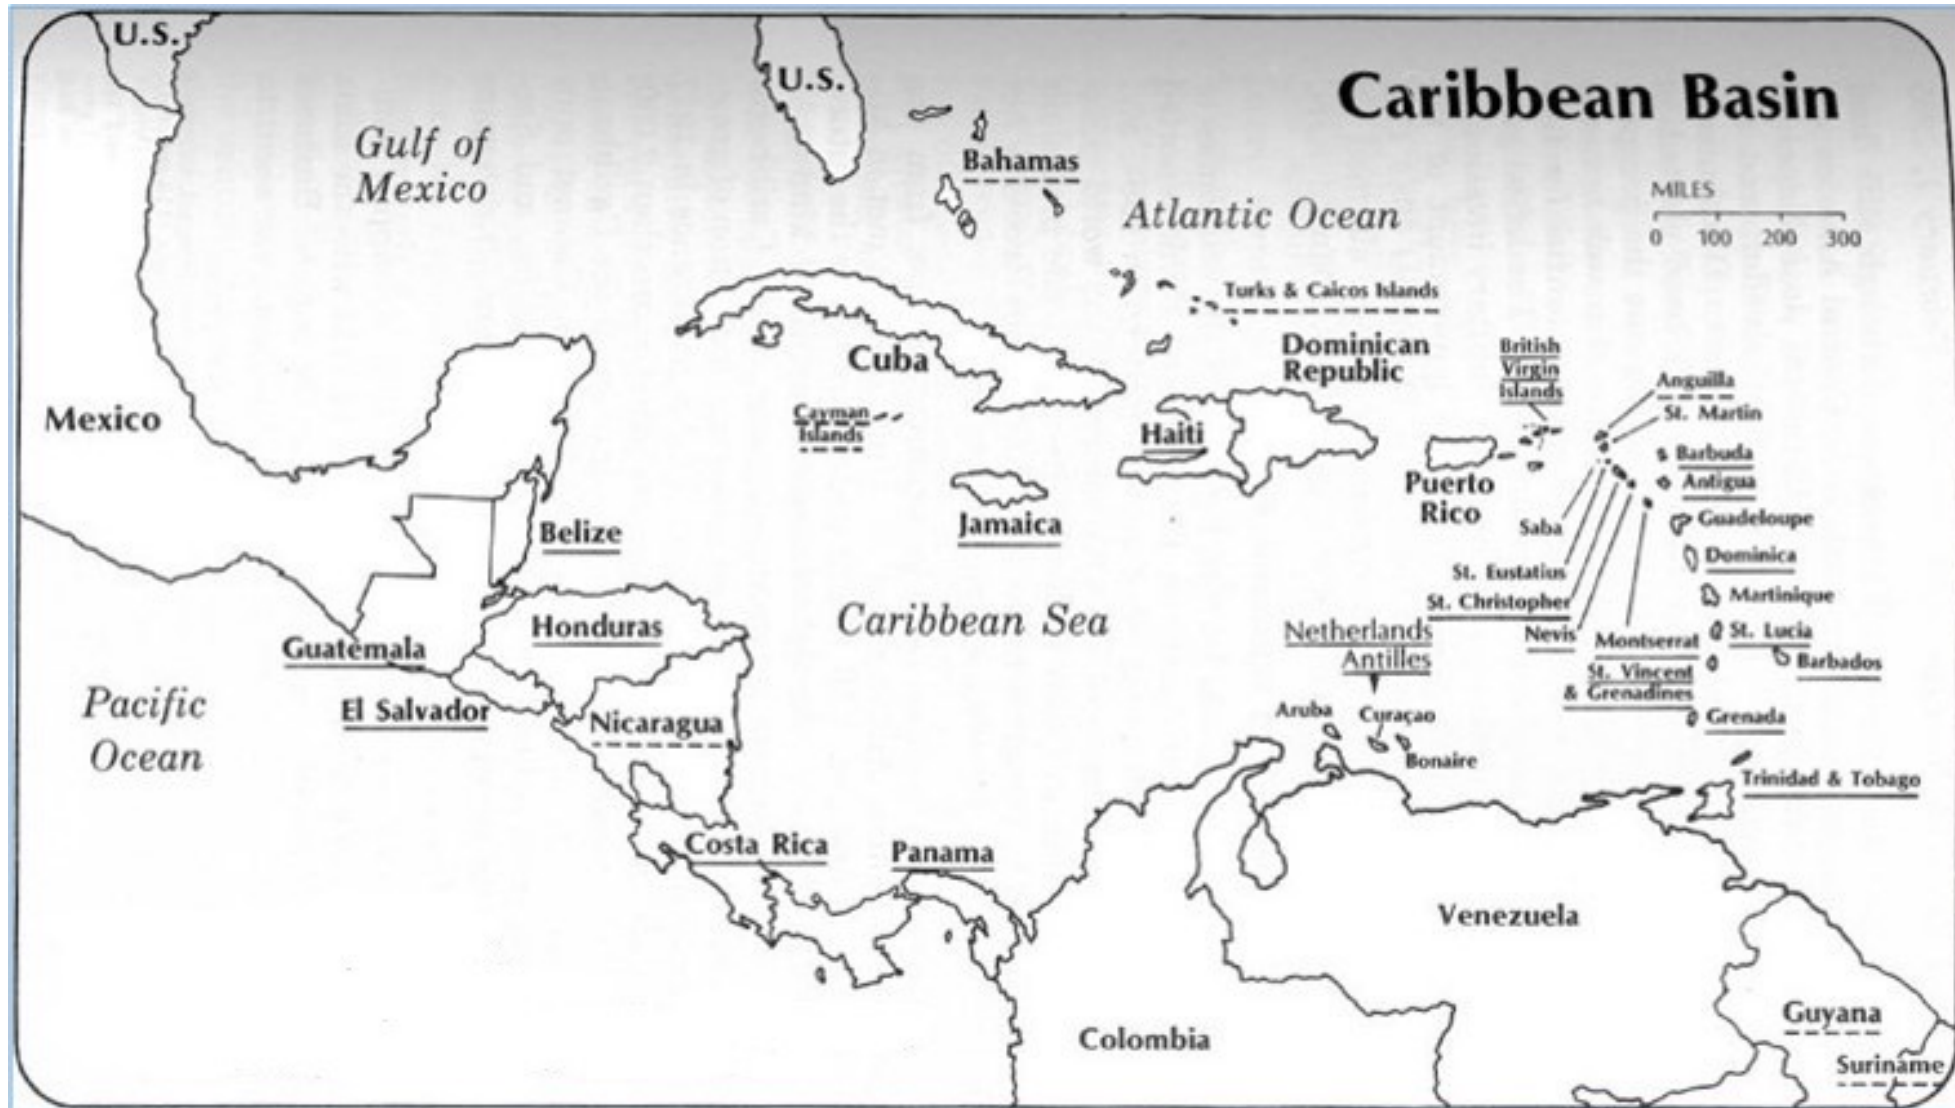 U.S.
U.S.
Caribbean Basin
Gulf of
Mexico
Bahamas
Atlantic Ocean
MILES
0 100 200 300
Turks & Caicos Islands
Cuba
Dominican
Republic
British
Virgin
Islands
Anguilla
St. Martin
Mexico
Cayman
Islands
Haiti
Barbuda
Antigua
Puerto
Rico
Jamaica
Belize
Saba
Guadeloupe
Dominica
St. Eustatius
St. Christopher
Martinique
Caribbean Sea
Honduras
Guatemala
Netherlands
Antilles
Nevis
Montserrat
St. Lucia
Barbados
St. Vincent
& Grenadines
Pacific
Ocean
El Salvador
Nicaragua
Aruba
Curaçao
Bonaire
Grenada
Trinidad & Tobago
Costa Rica
Panama
Venezuela
Colombia
Guyana
Suriname